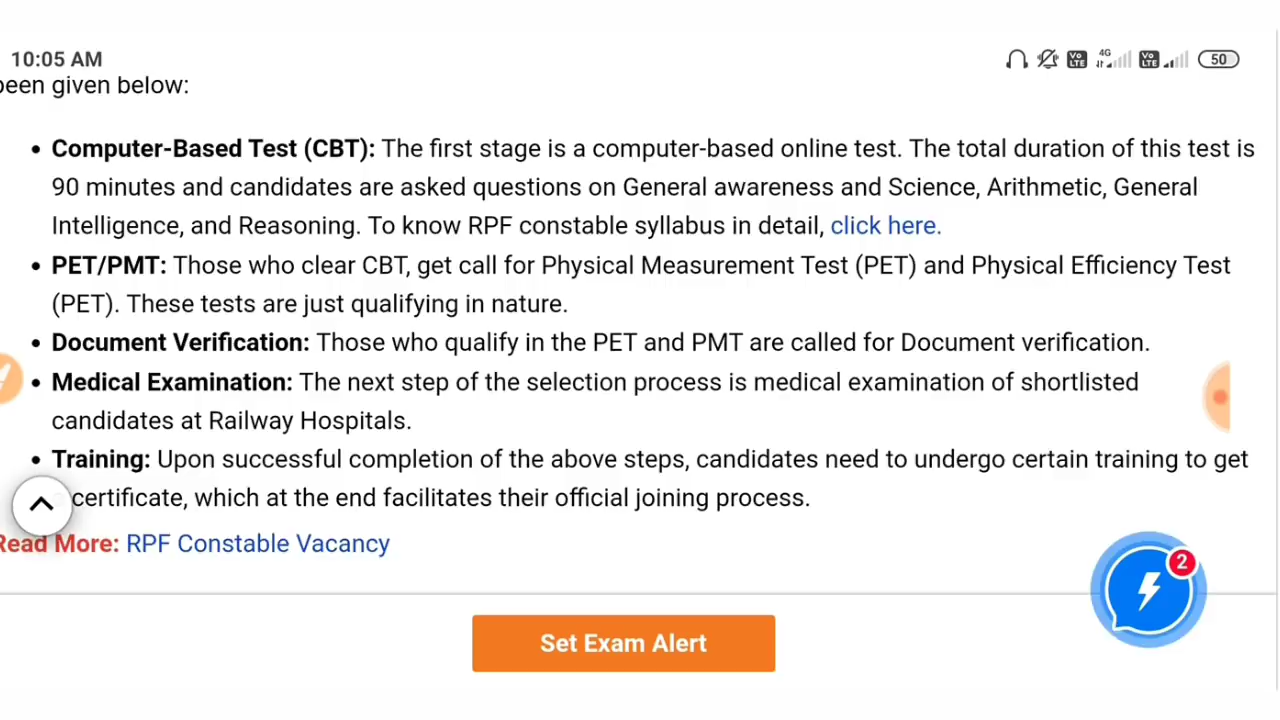 10:05 AM
4G
Vo LTE
Vo LTE
50
been given below:
• Computer-Based Test (CBT): The first stage is a computer-based online test. The total duration of this test is
90 minutes and candidates are asked questions on General awareness and Science, Arithmetic, General
Intelligence, and Reasoning. To know RPF constable syllabus in detail, click here.
• PET/PMT: Those who clear CBT, get call for Physical Measurement Test (PET) and Physical Efficiency Test
(PET). These tests are just qualifying in nature.
• Document Verification: Those who qualify in the PET and PMT are called for Document verification.
• Medical Examination: The next step of the selection process is medical examination of shortlisted
candidates at Railway Hospitals.
• Training: Upon successful completion of the above steps, candidates need to undergo certain training to get
certificate, which at the end facilitates their official joining process.
Read More: RPF Constable Vacancy
2
Set Exam Alert